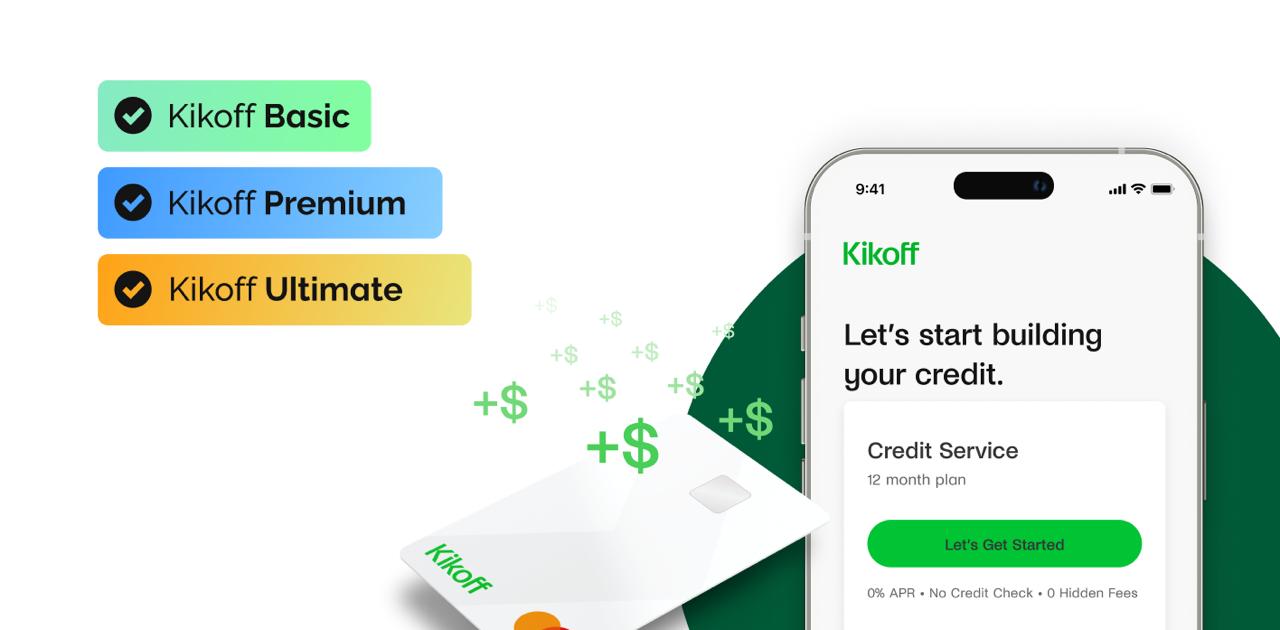 Kikoff Basic
Kikoff Premium
Kikoff Ultimate
9:41
Kikoff
Let's start building
your credit.
Credit Service
12 month plan
Let's Get Started
0% APR • No Credit Check • 0 Hidden Fees
+$
+$
+$
+$
+$
+$
+$
+$
+$
+$
Kikoff